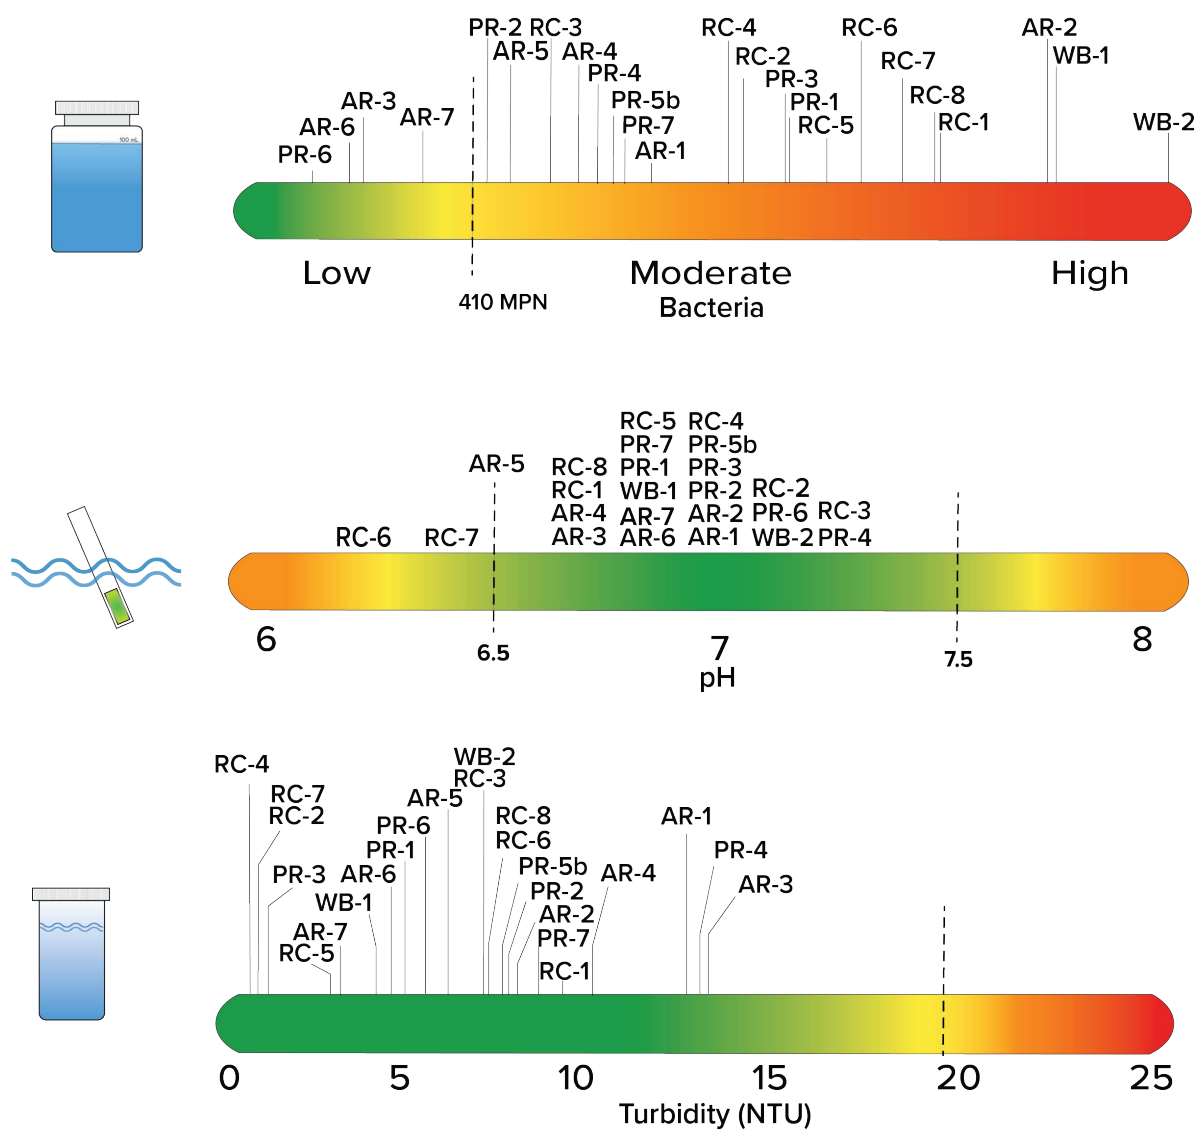 PR-2 RC-3
RC-4
RC-6
AR-2
AR-5
AR-4
RC-2
RC-7
WB-1
PR-4
PR-3
AR-3
PR-5b
PR-1
RC-8
AR-7
AR-6
PR-7
RC-5
RC-1
WB-2
PR-6
AR-1
100 mL
Low
Moderate
High
410 MPN
Bacteria
RC-5 RC-4
PR-7 PR-5b
AR-5
RC-8 PR-1 PR-3
RC-1 WB-1 PR-2 RC-2
AR-4 AR-7 AR-2 PR-6 RC-3
RC-6
RC-7
AR-3 AR-6 AR-1 WB-2 PR-4
6
6.5
7
7.5
8
pH
WB-2
RC-4
RC-3
RC-7
AR-5
RC-2
RC-8
AR-1
PR-6
RC-6
PR-1
PR-4
PR-3
AR-6
PR-5b
AR-4
AR-3
WB-1
PR-2
AR-2
AR-7
PR-7
RC-5
RC-1
0
5
10
15
20
25
Turbidity (NTU)